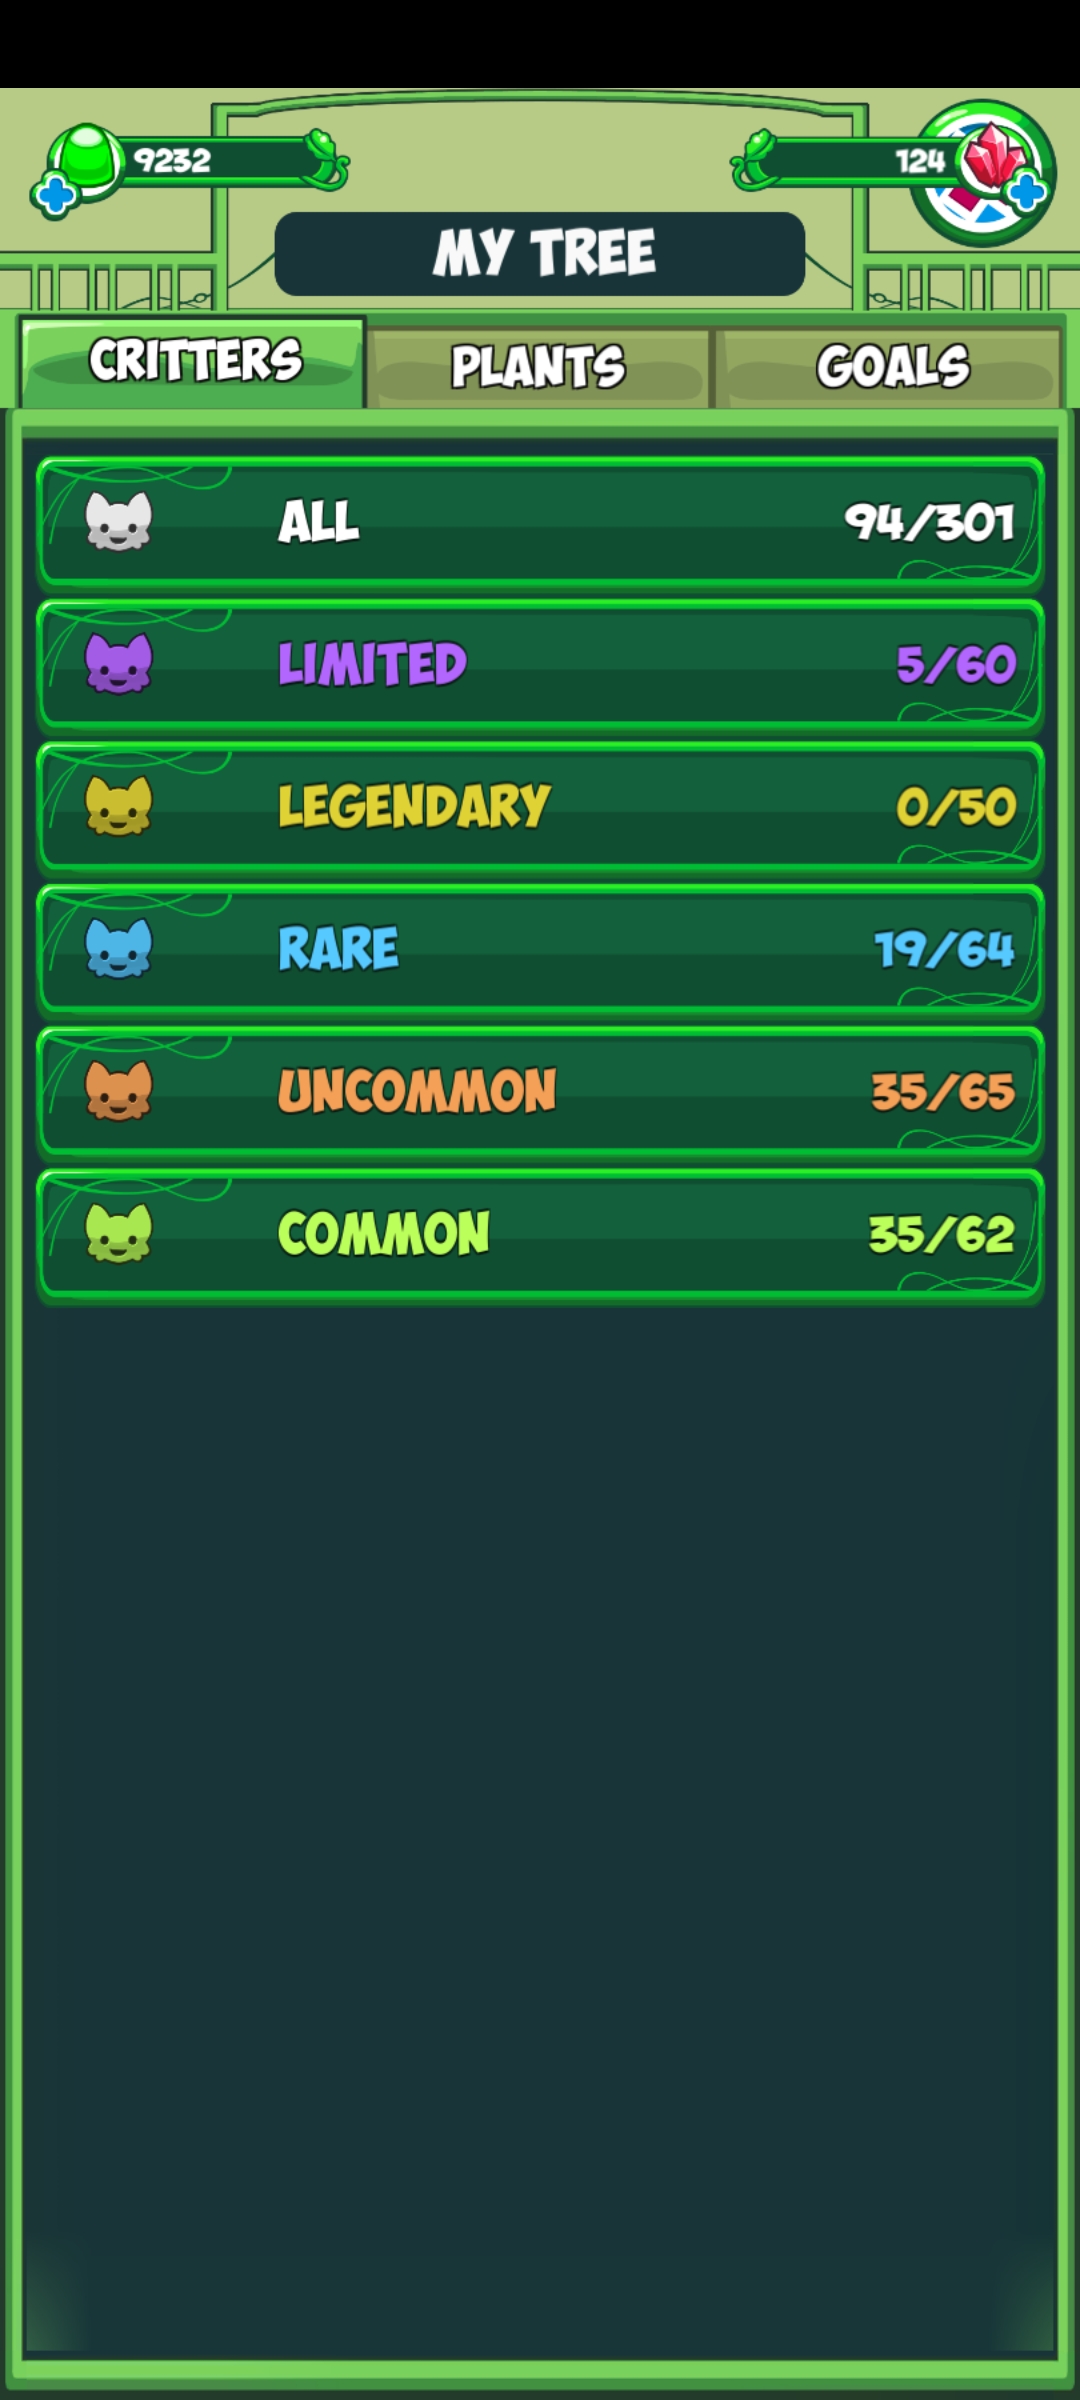 9232
124
MY TREE
CRITTERS PLANTS GOALS
ALL 94/301
LIMITED 5/60
LEGENDARY 0/50
RARE 19/64
UNCOMMON 35/65
COMMON 35/62